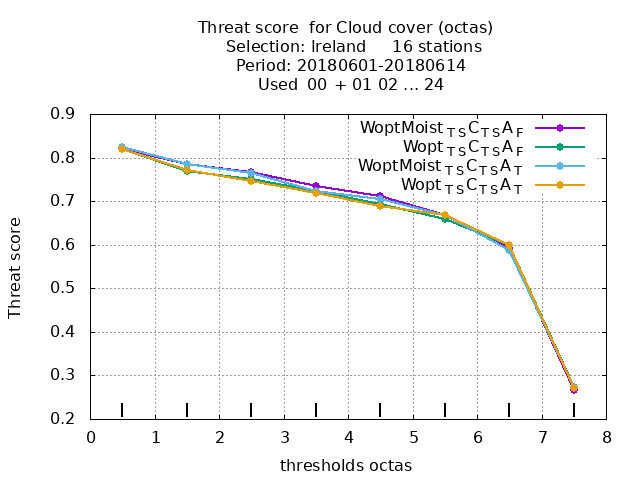 Threat score  for Cloud cover (octas)
Selection: Ireland     16 stations
Period: 20180601-20180614
Used  00 + 01 02 ... 24
WoptMoist TS C TS A F
Wopt TS C TS A F
WoptMoist TS C TS A T
Wopt TS C TS A T
0.9
0.8
0.7
0.6
0.5
0.4
0.3
0.2
Threat score
0 1 2 3 4 5 6 7 8
thresholds octas